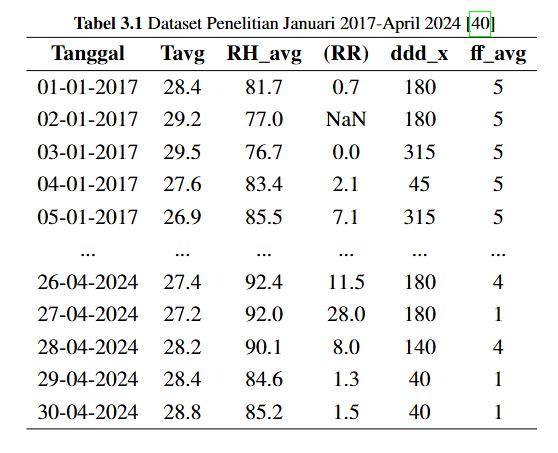 Tabel 3.1 Dataset Penelitian Januari 2017-April 2024 [40]
Tanggal Tavg RH_avg (RR) ddd_x ff_avg
01-01-2017 28.4 81.7 0.7 180 5
02-01-2017 29.2 77.0 NaN 180 5
03-01-2017 29.5 76.7 0.0 315 5
04-01-2017 27.6 83.4 2.1 45 5
05-01-2017 26.9 85.5 7.1 315 5
... ... ... ... ... ...
26-04-2024 27.4 92.4 11.5 180 4
27-04-2024 27.2 92.0 28.0 180 1
28-04-2024 28.2 90.1 8.0 140 4
29-04-2024 28.4 84.6 1.3 40 1
30-04-2024 28.8 85.2 1.5 40 1